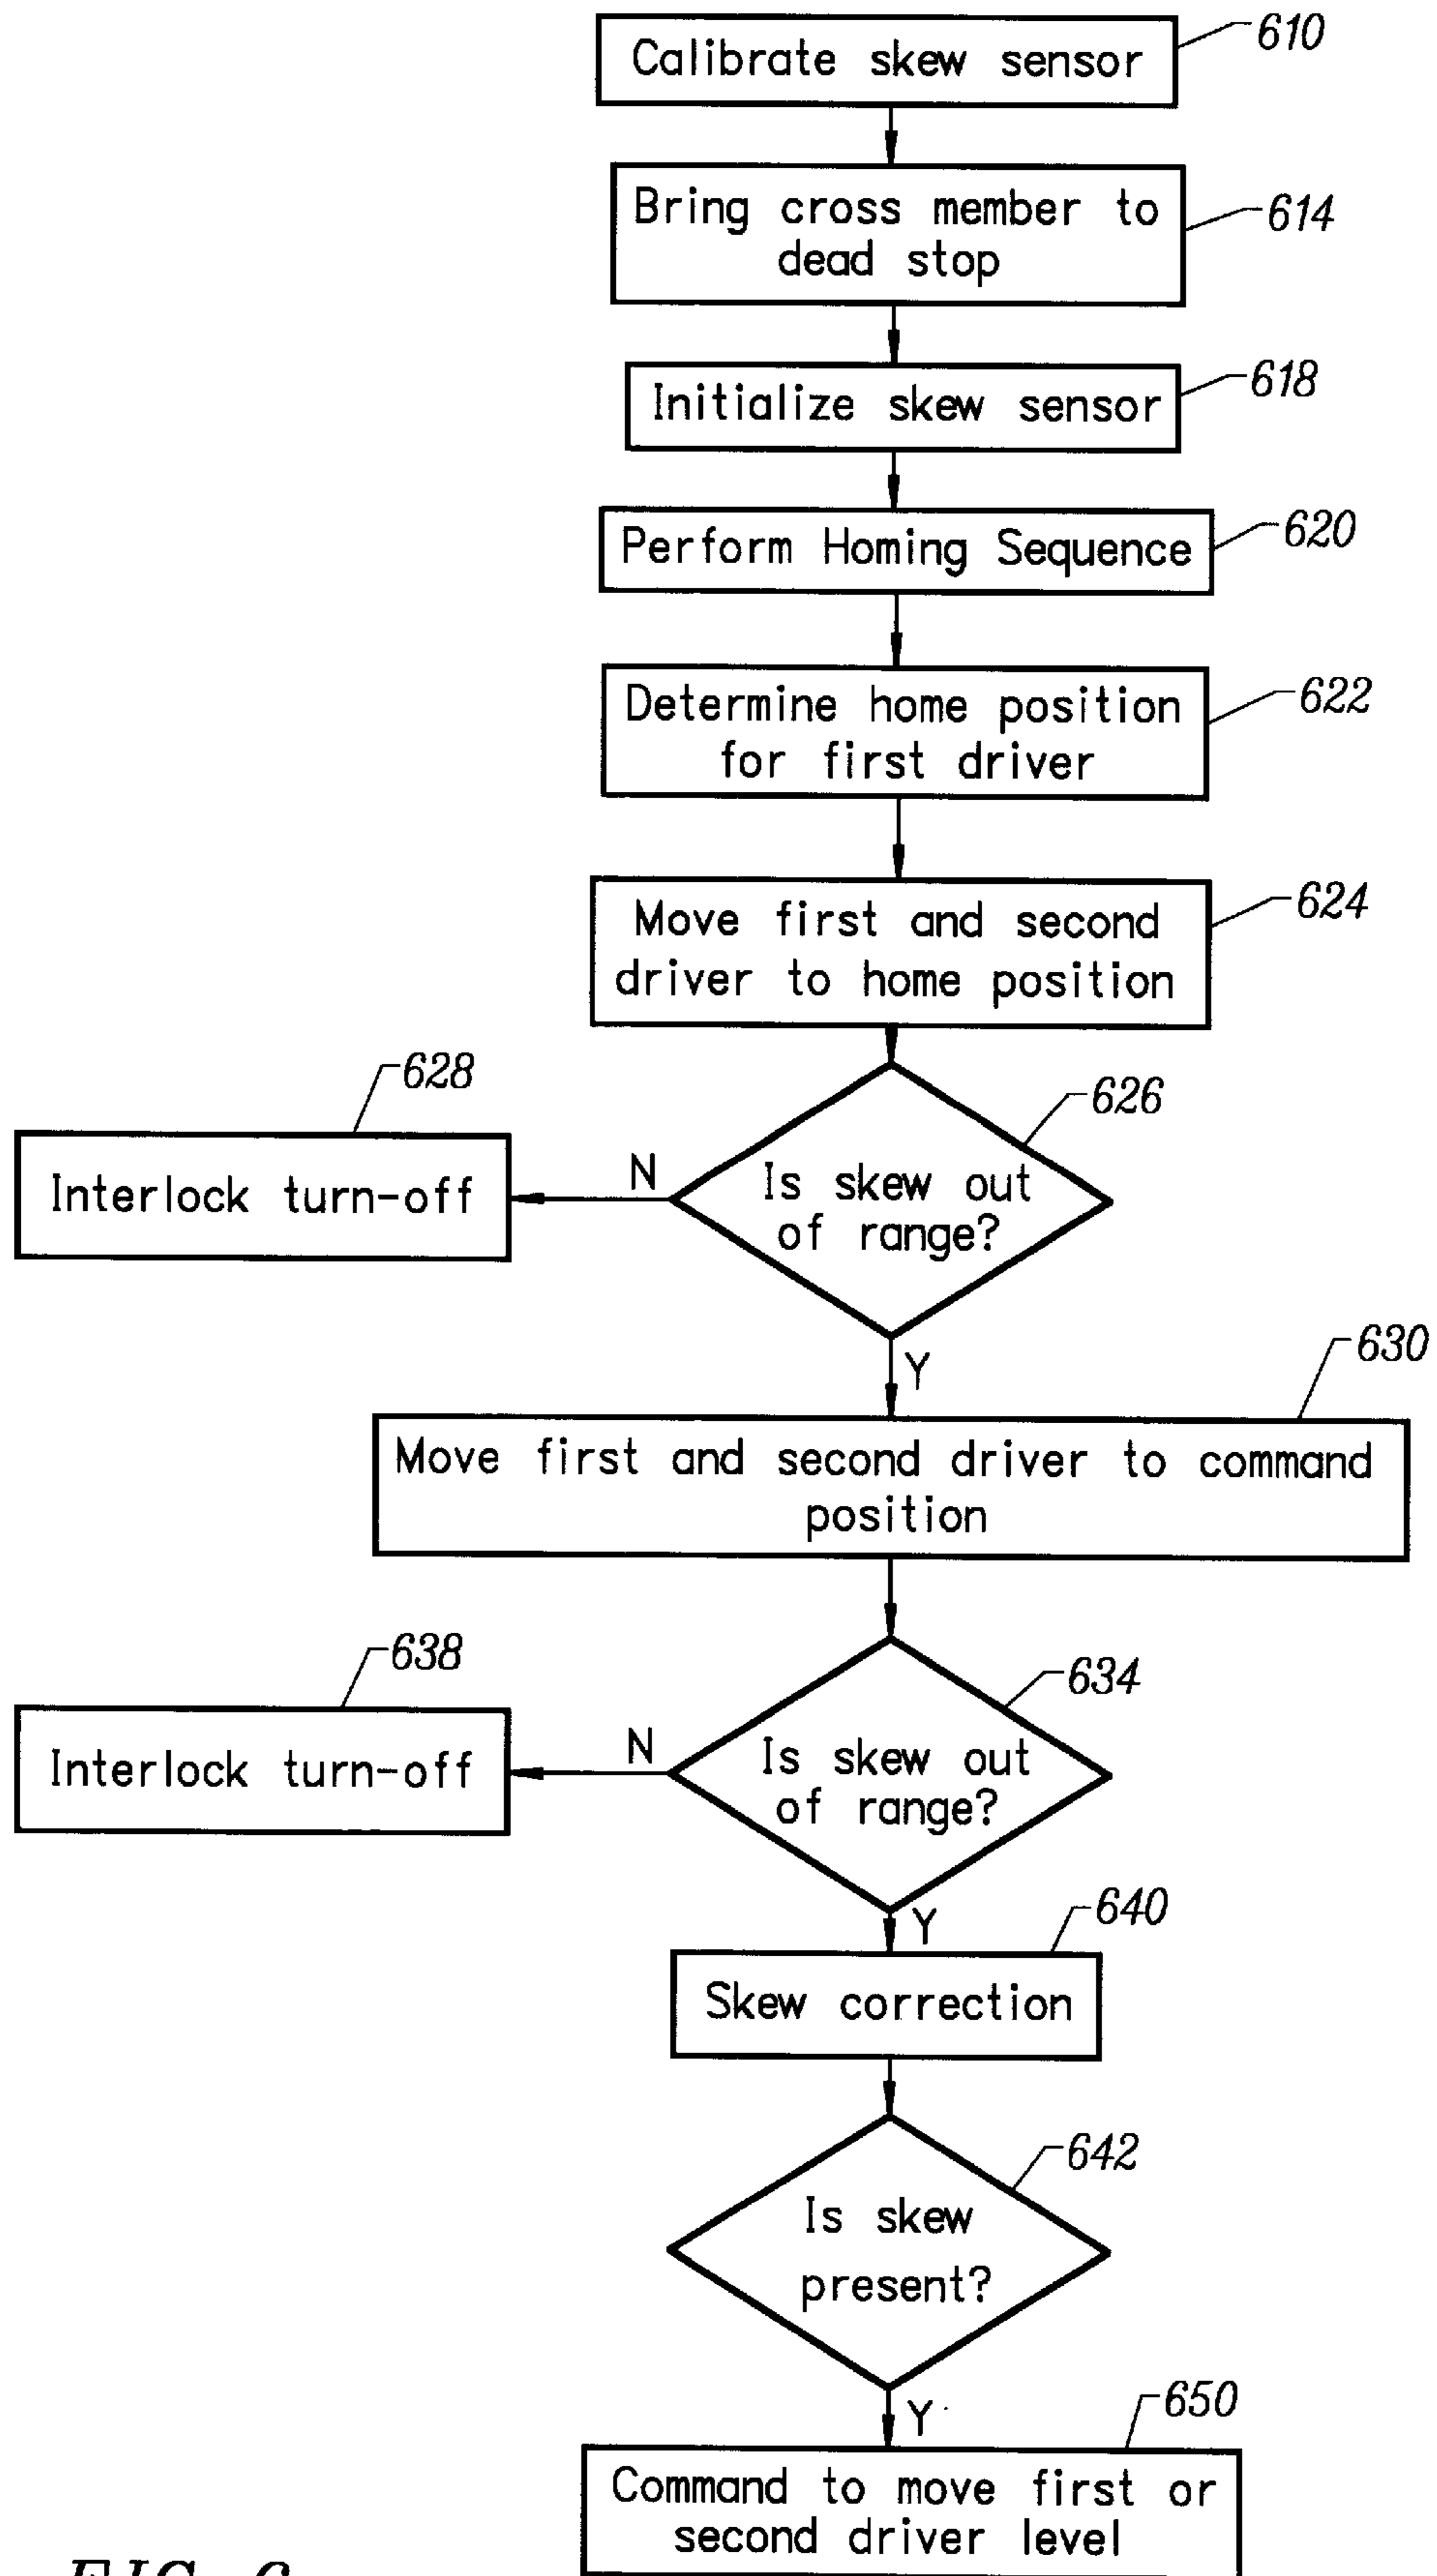 Calibrate skew sensor
610
Bring cross member to
dead stop
614
Initialize skew sensor
618
Perform Homing Sequence
620
Determine home position
for first driver
622
Move first and second
driver to home position
624
628
Interlock turn-off
N
626
Is skew out
of range?
Y
630
Move first and second driver to command
position
638
Interlock turn-off
N
634
Is skew out
of range?
Y
640
Skew correction
642
Is skew
present?
Y
650
Command to move first or
second driver level